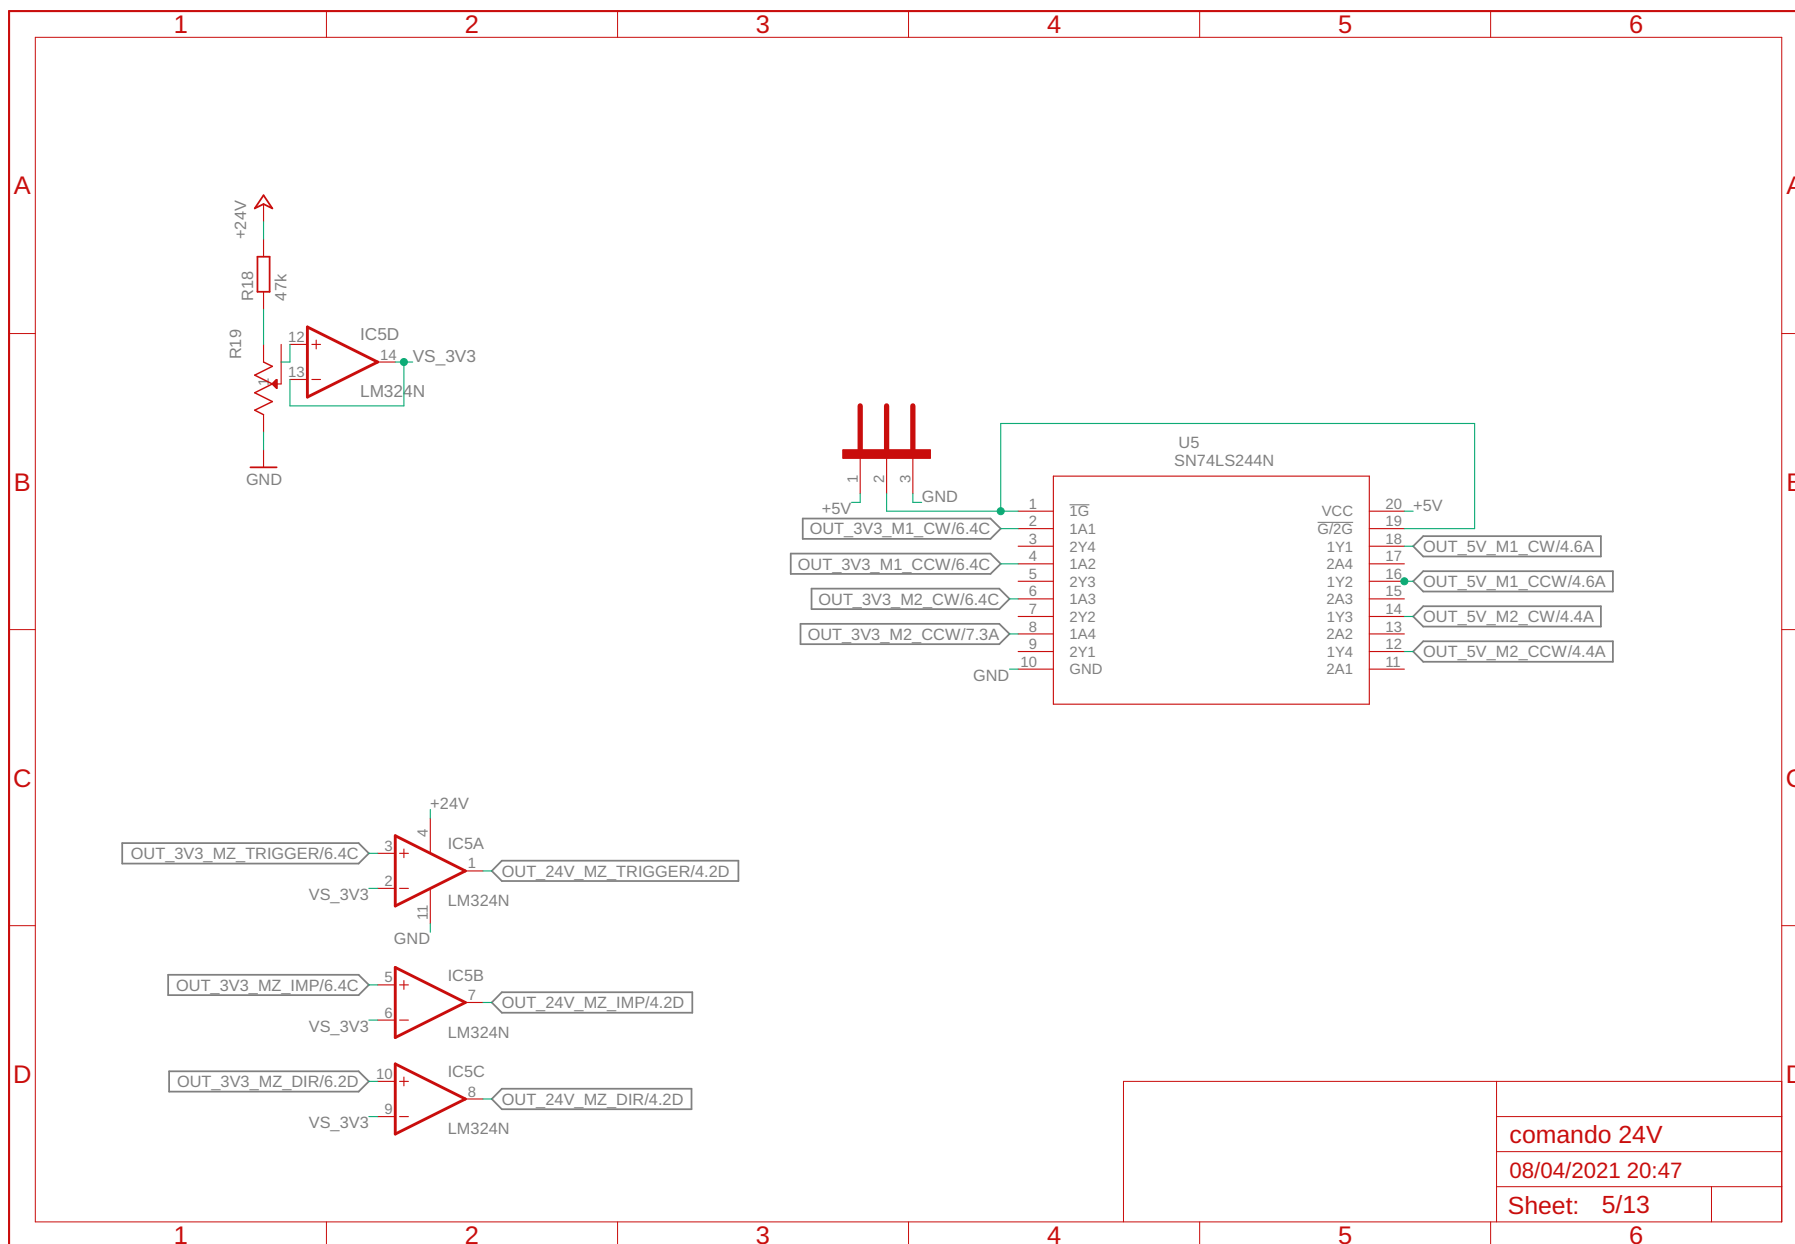 1 2 3 4 5 6
A
A
+24V
R18
47k
R19
12
13
1
IC5D
14
VS_3V3
LM324N
GND
B
1
2
3
+5V
GND
U5
SN74LS244N
1 1G VCC 20 +5V
OUT_3V3_M1_CW/6.4C 2 1A1 G/2G 19
3 2Y4 1Y1 18 OUT_5V_M1_CW/4.6A
OUT_3V3_M1_CCW/6.4C 4 1A2 2A4 17
5 2Y3 1Y2 16 OUT_5V_M1_CCW/4.6A
OUT_3V3_M2_CW/6.4C 6 1A3 2A3 15
7 2Y2 1Y3 14 OUT_5V_M2_CW/4.4A
OUT_3V3_M2_CCW/7.3A 8 1A4 2A2 13
9 2Y1 1Y4 12 OUT_5V_M2_CCW/4.4A
GND 10 GND 2A1 11
C
+24V
4
IC5A
OUT_3V3_MZ_TRIGGER/6.4C 3
1 OUT_24V_MZ_TRIGGER/4.2D
VS_3V3 2
LM324N
11
GND
IC5B
OUT_3V3_MZ_IMP/6.4C 5
7 OUT_24V_MZ_IMP/4.2D
VS_3V3 6
LM324N
D
IC5C
OUT_3V3_MZ_DIR/6.2D 10
8 OUT_24V_MZ_DIR/4.2D
VS_3V3 9
LM324N
comando 24V
08/04/2021 20:47
Sheet: 5/13
1 2 3 4 5 6